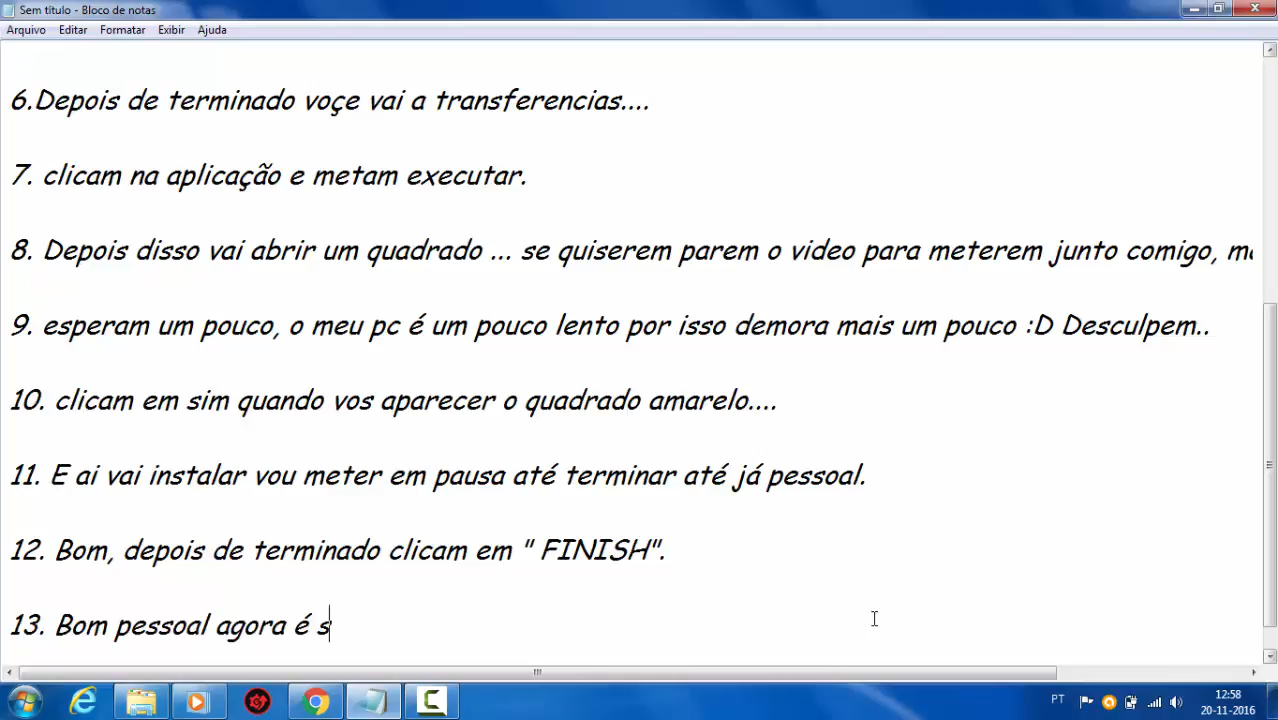 Sem título - Bloco de notas
Arquivo Editar Formatar Exibir Ajuda
6.Depois de terminado voçe vai a transferencias....
7. clicam na aplicação e metam executar.
8. Depois disso vai abrir um quadrado ... se quiserem parem o video para meterem junto comigo,
9. esperam um pouco, o meu pc é um pouco lento por isso demora mais um pouco :D Desculpem..
10. clicam em sim quando vos aparecer o quadrado amarelo....
11. E ai vai instalar vou meter em pausa até terminar até já pessoal.
12. Bom, depois de terminado clicam em " FINISH".
13. Bom pessoal agora é s
PT
12:58
20-11-2016